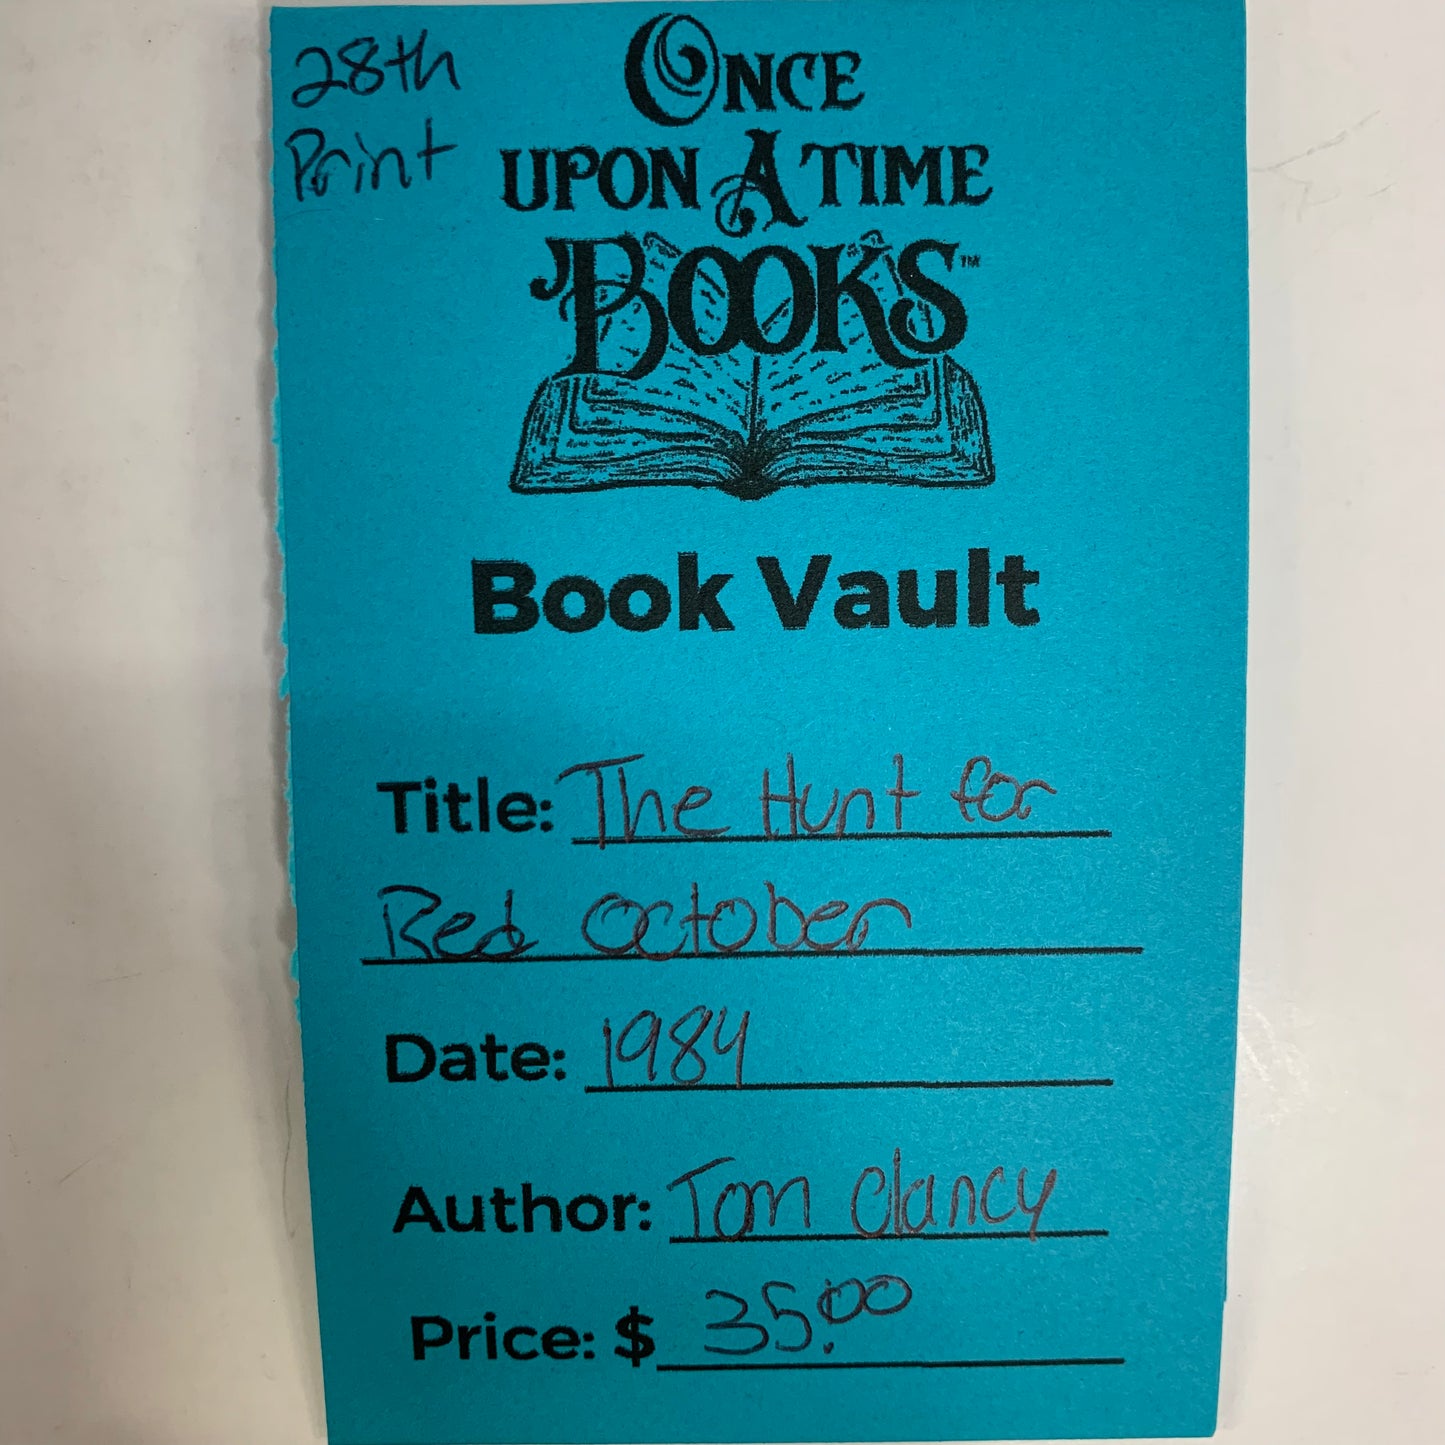 28th
Print
ONCE
UPON A TIME
BOOKS™
Book Vault
Title: The Hunt for
Red October
Date: 1984
Author: Tom Clancy
Price: $ 35.00